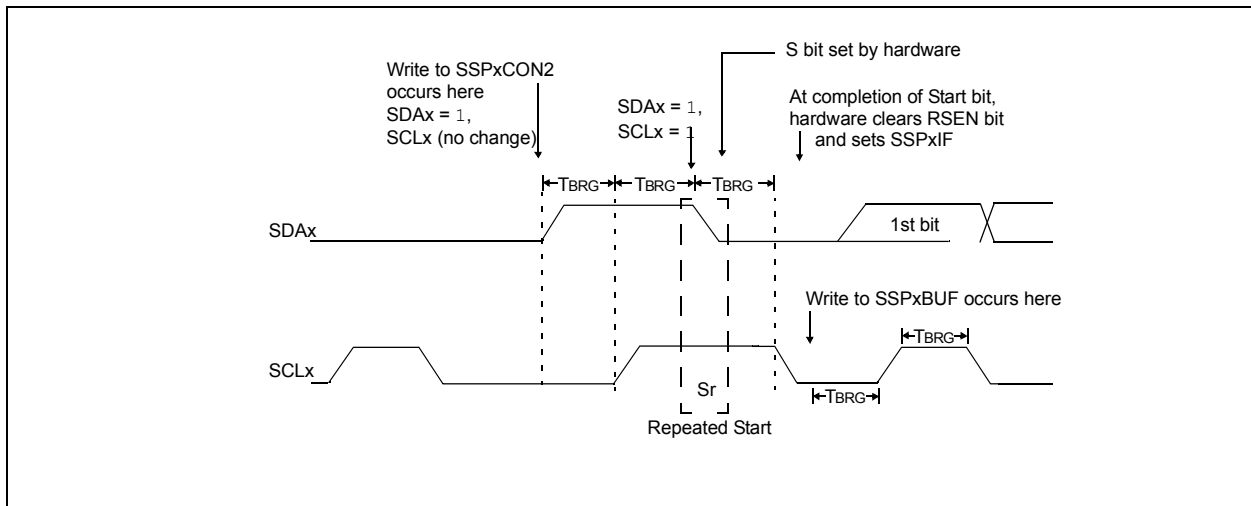 S bit set by hardware
Write to SSPxCON2
occurs here
SDAx = 1,
SCLx (no change)
SDAx = 1,
SCLx = 1
At completion of Start bit,
hardware clears RSEN bit
and sets SSPxIF
TBRG
TBRG
TBRG
SDAx
1st bit
Write to SSPxBUF occurs here
TBRG
SCLx
Sr
TBRG
Repeated Start